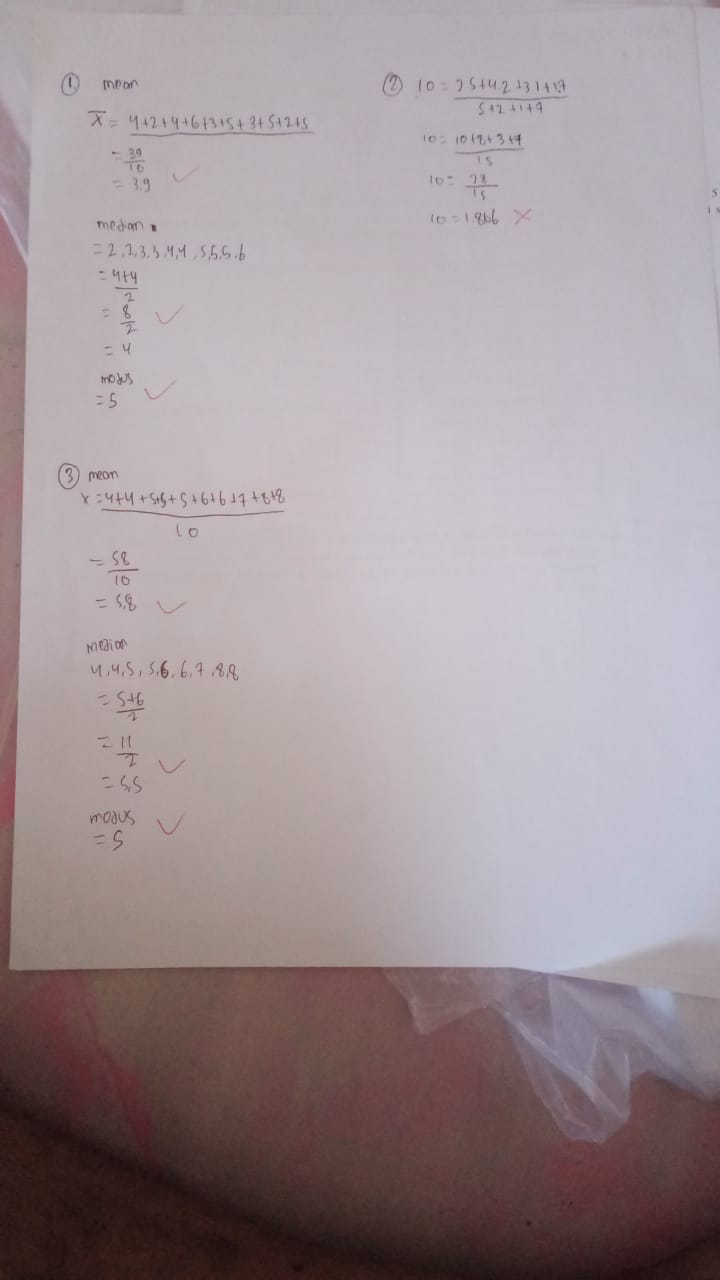 ① mean
x̄ = 4+2+4+6+3+5+3+5+2+5
= 39
10
= 3,9 ✓
median
= 2,2,3,3,4,4,5,5,5,6
= 4+4
2
= 8
2 ✓
= 4
modus
= 5 ✓
② 10 = 2.5+4.2+3.1+1.7
5+2+1+7
10 = 10+8+3+7
15
10 = 28
15
10 = 1.866 ✗
③ mean
x = 4+4+5+5+5+6+6+7+8+8
10
= 58
10
= 5,8 ✓
median
4,4,5,5,6,6,7,8,8
= 5+6
2
= 11
2 ✓
= 5,5
modus
= 5 ✓